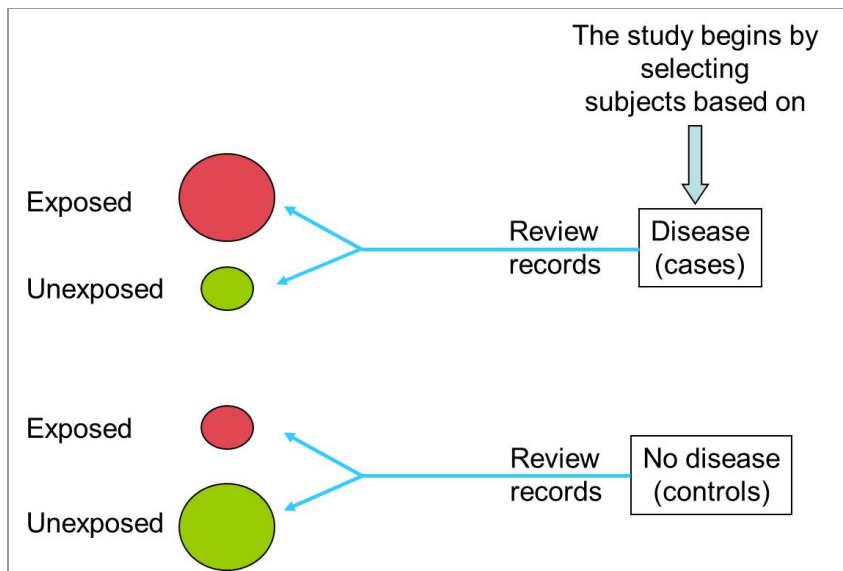 The study begins by
selecting
subjects based on
Exposed
Unexposed
Review
records
Disease
(cases)
Exposed
Unexposed
Review
records
No disease
(controls)